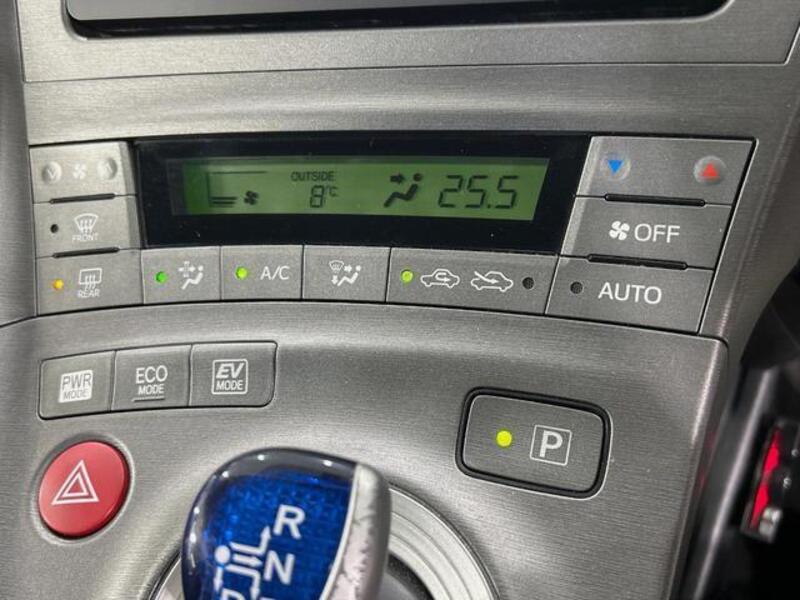 OUTSIDE
8°C
25.5
FRONT
OFF
REAR
A/C
AUTO
PWR
MODE
ECO
MODE
EV
MODE
P
R
N